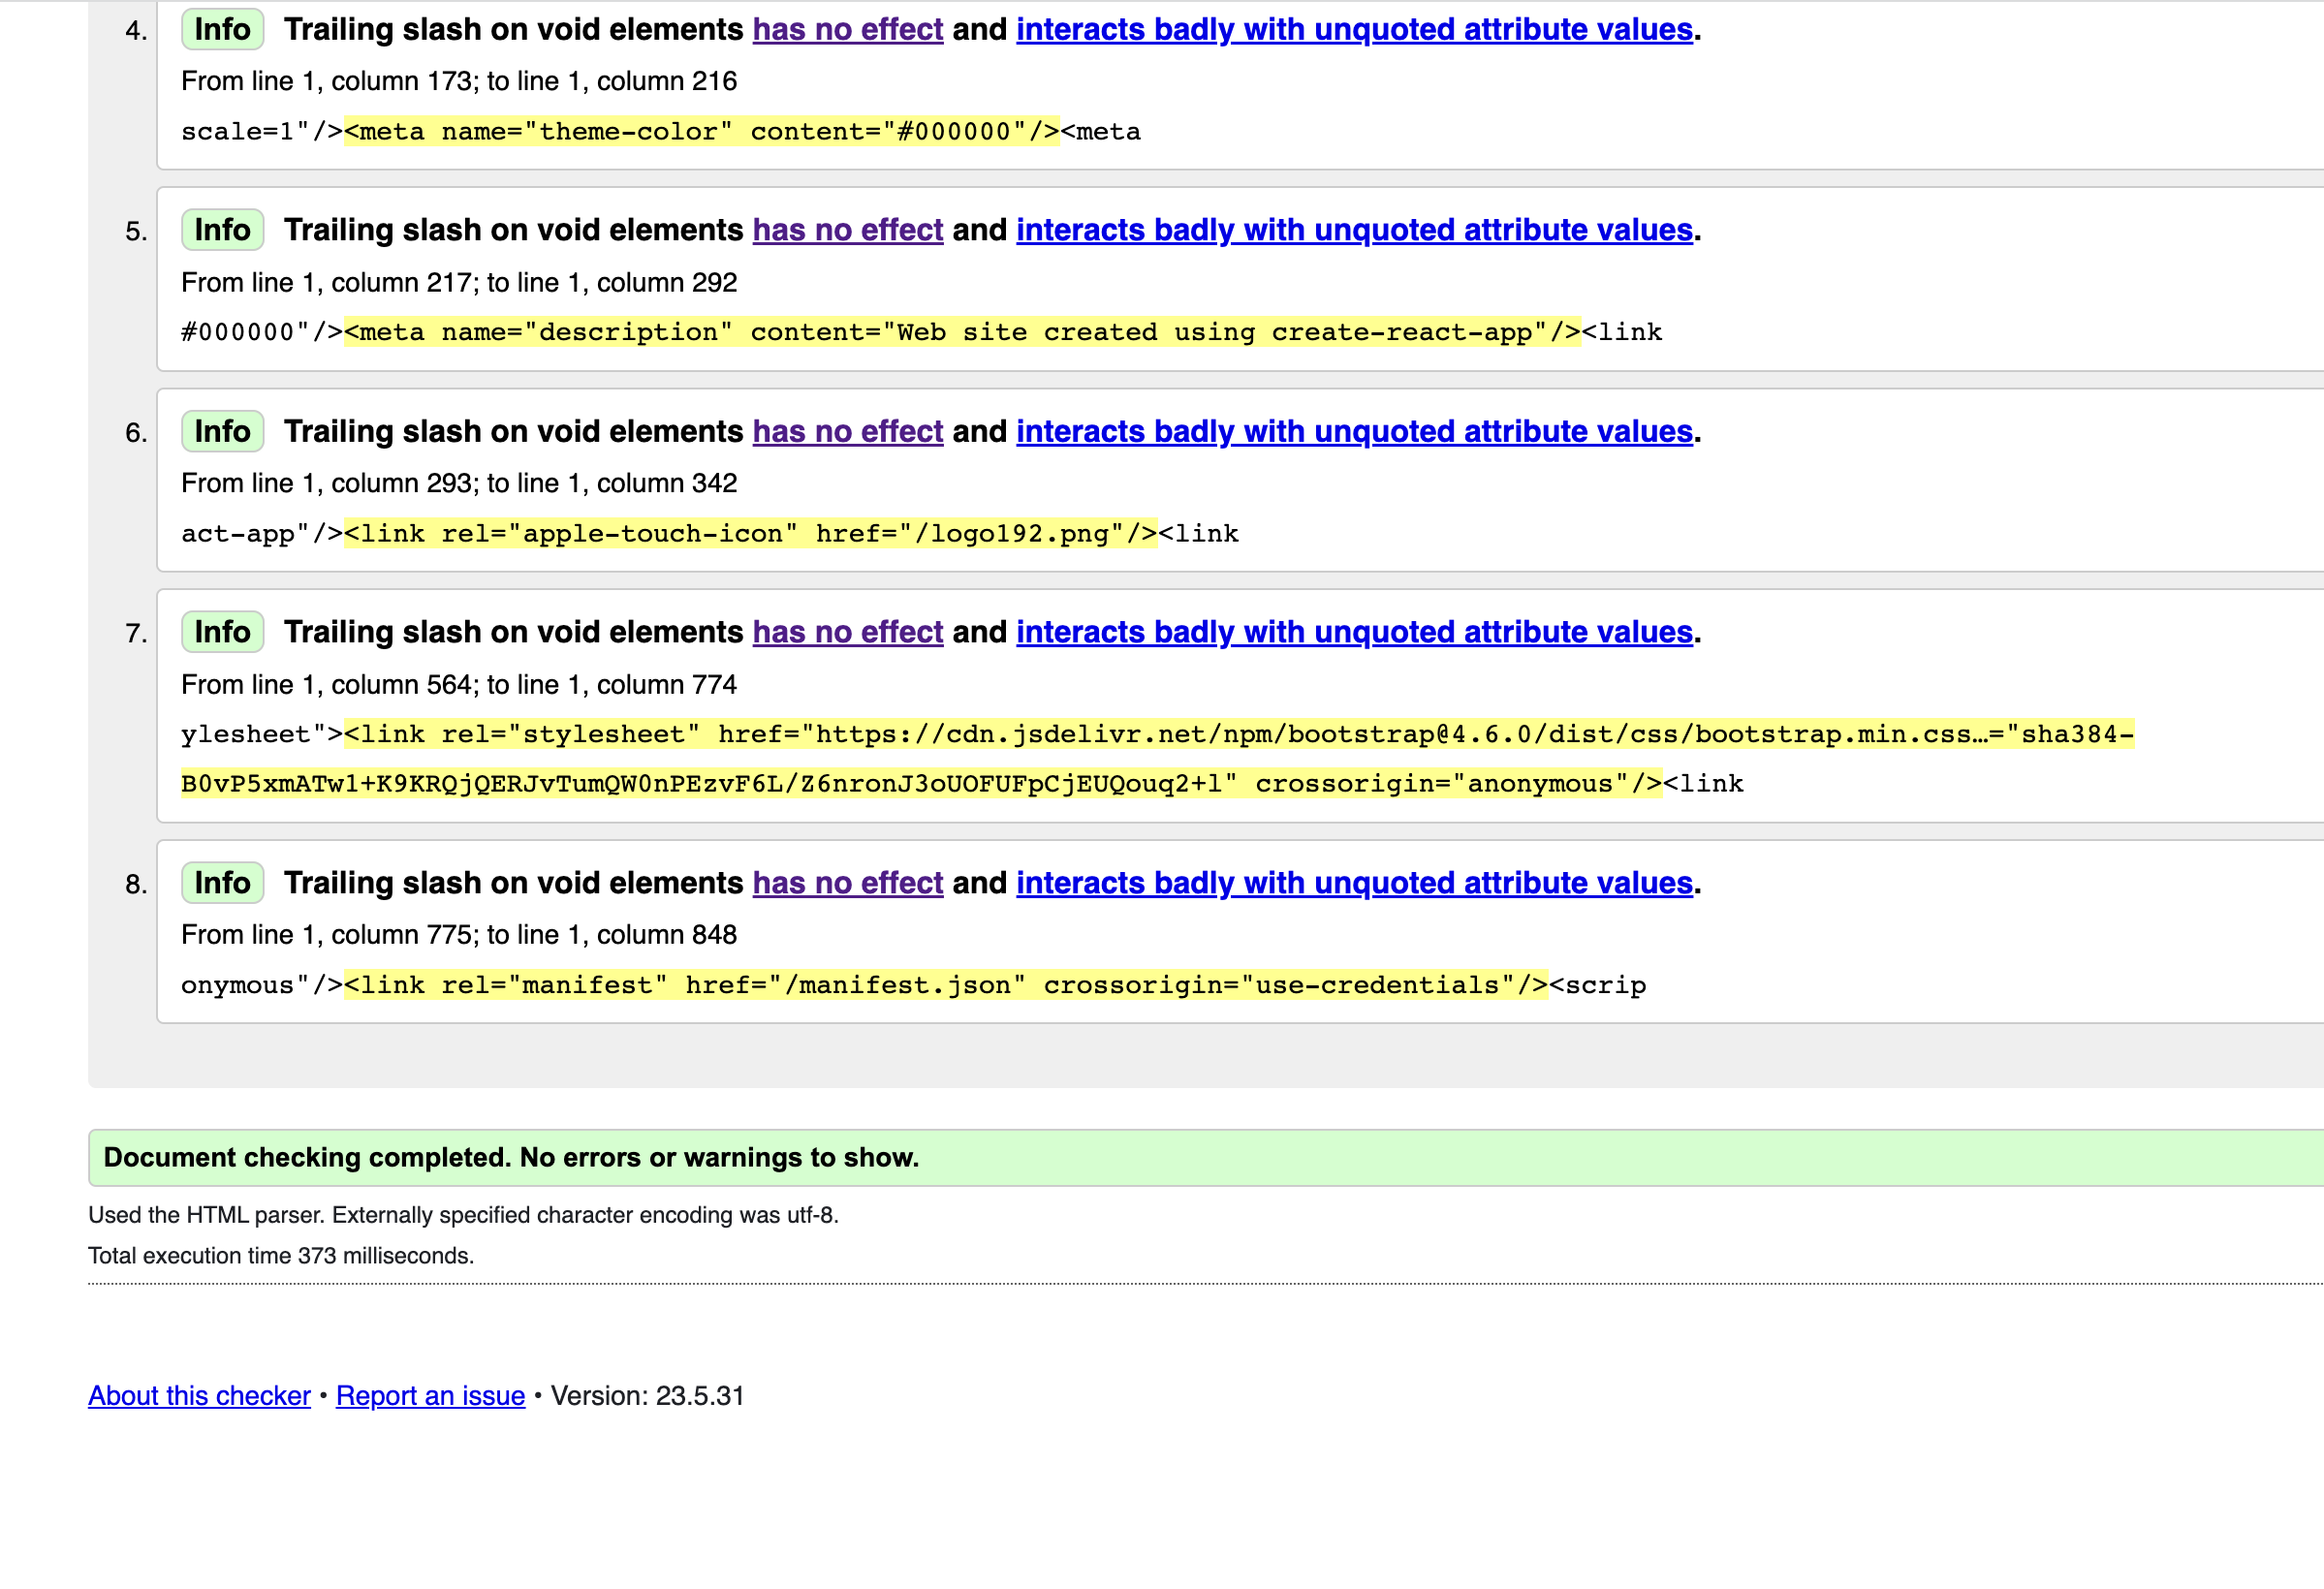 4. Info Trailing slash on void elements has no effect and interacts badly with unquoted attribute values.
From line 1, column 173; to line 1, column 216
scale=1"/><meta name="theme-color" content="#000000"/><meta
5. Info Trailing slash on void elements has no effect and interacts badly with unquoted attribute values.
From line 1, column 217; to line 1, column 292
#000000"/><meta name="description" content="Web site created using create-react-app"/><link
6. Info Trailing slash on void elements has no effect and interacts badly with unquoted attribute values.
From line 1, column 293; to line 1, column 342
act-app"/><link rel="apple-touch-icon" href="/logo192.png"/><link
7. Info Trailing slash on void elements has no effect and interacts badly with unquoted attribute values.
From line 1, column 564; to line 1, column 774
ylesheet"><link rel="stylesheet" href="https://cdn.jsdelivr.net/npm/bootstrap@4.6.0/dist/css/bootstrap.min.css…="sha384-
B0vP5xmATw1+K9KRQjQERJvTumQW0nPEzvF6L/Z6nronJ3oUOFUFpCjEUQouq2+l" crossorigin="anonymous"/><link
8. Info Trailing slash on void elements has no effect and interacts badly with unquoted attribute values.
From line 1, column 775; to line 1, column 848
onymous"/><link rel="manifest" href="/manifest.json" crossorigin="use-credentials"/><scrip
Document checking completed. No errors or warnings to show.
Used the HTML parser. Externally specified character encoding was utf-8.
Total execution time 373 milliseconds.
About this checker • Report an issue • Version: 23.5.31